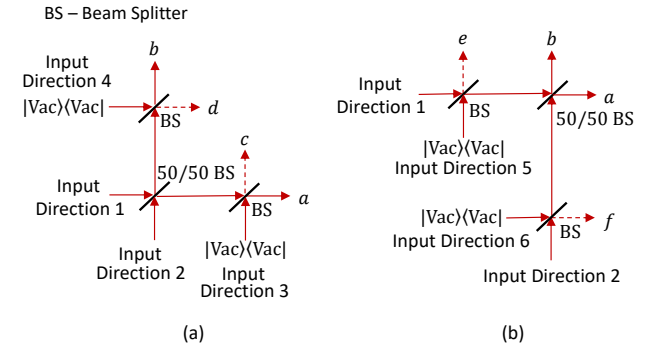 BS – Beam Splitter
b
Input
Direction 4
|Vac⟩⟨Vac|
d
BS
c
50/50 BS
Input
Direction 1
a
BS
Input
Direction 2
|Vac⟩⟨Vac|
Input
Direction 3
(a)
e
b
Input
Direction 1
a
BS
50/50 BS
|Vac⟩⟨Vac|
Input Direction 5
|Vac⟩⟨Vac|
f
Input Direction 6
BS
Input Direction 2
(b)